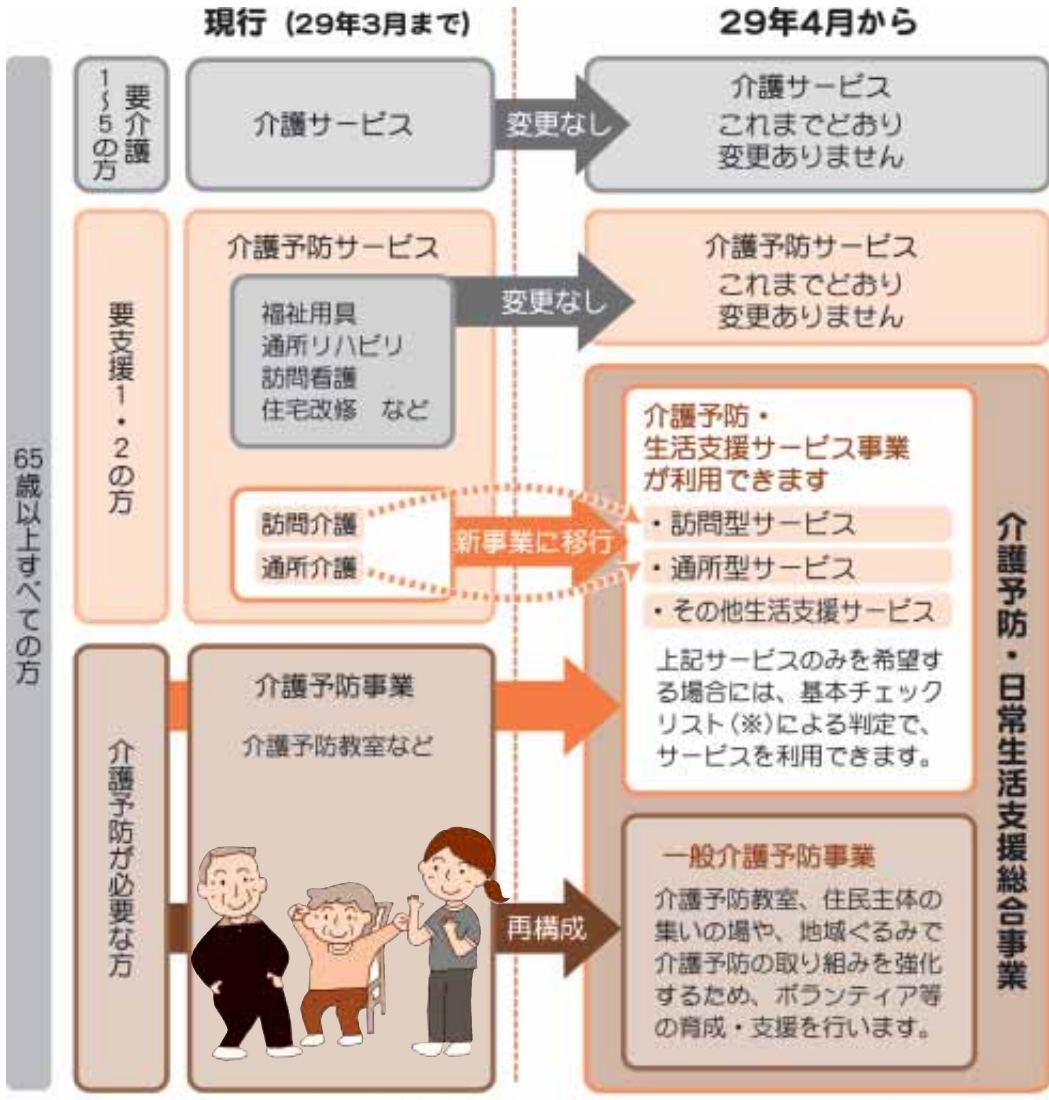 現行 (29年3月まで)
29年4月から
65歳以上すべての方
要介護
1～5の方
介護サービス
変更なし
介護サービス
これまでどおり
変更ありません
要支援1・2の方
介護予防サービス
福祉用具
通所リハビリ
訪問看護
住宅改修　など
変更なし
介護予防サービス
これまでどおり
変更ありません
訪問介護
通所介護
新事業に移行
介護予防・
生活支援サービス事業
が利用できます
・訪問型サービス
・通所型サービス
・その他生活支援サービス
上記サービスのみを希望す
る場合には、基本チェック
リスト(※)による判定で、
サービスを利用できます。
介護予防が必要な方
介護予防事業
介護予防教室など
再構成
一般介護予防事業
介護予防教室、住民主体の
集いの場や、地域ぐるみで
介護予防の取り組みを強化
するため、ボランティア等
の育成・支援を行います。
介護予防・日常生活支援総合事業